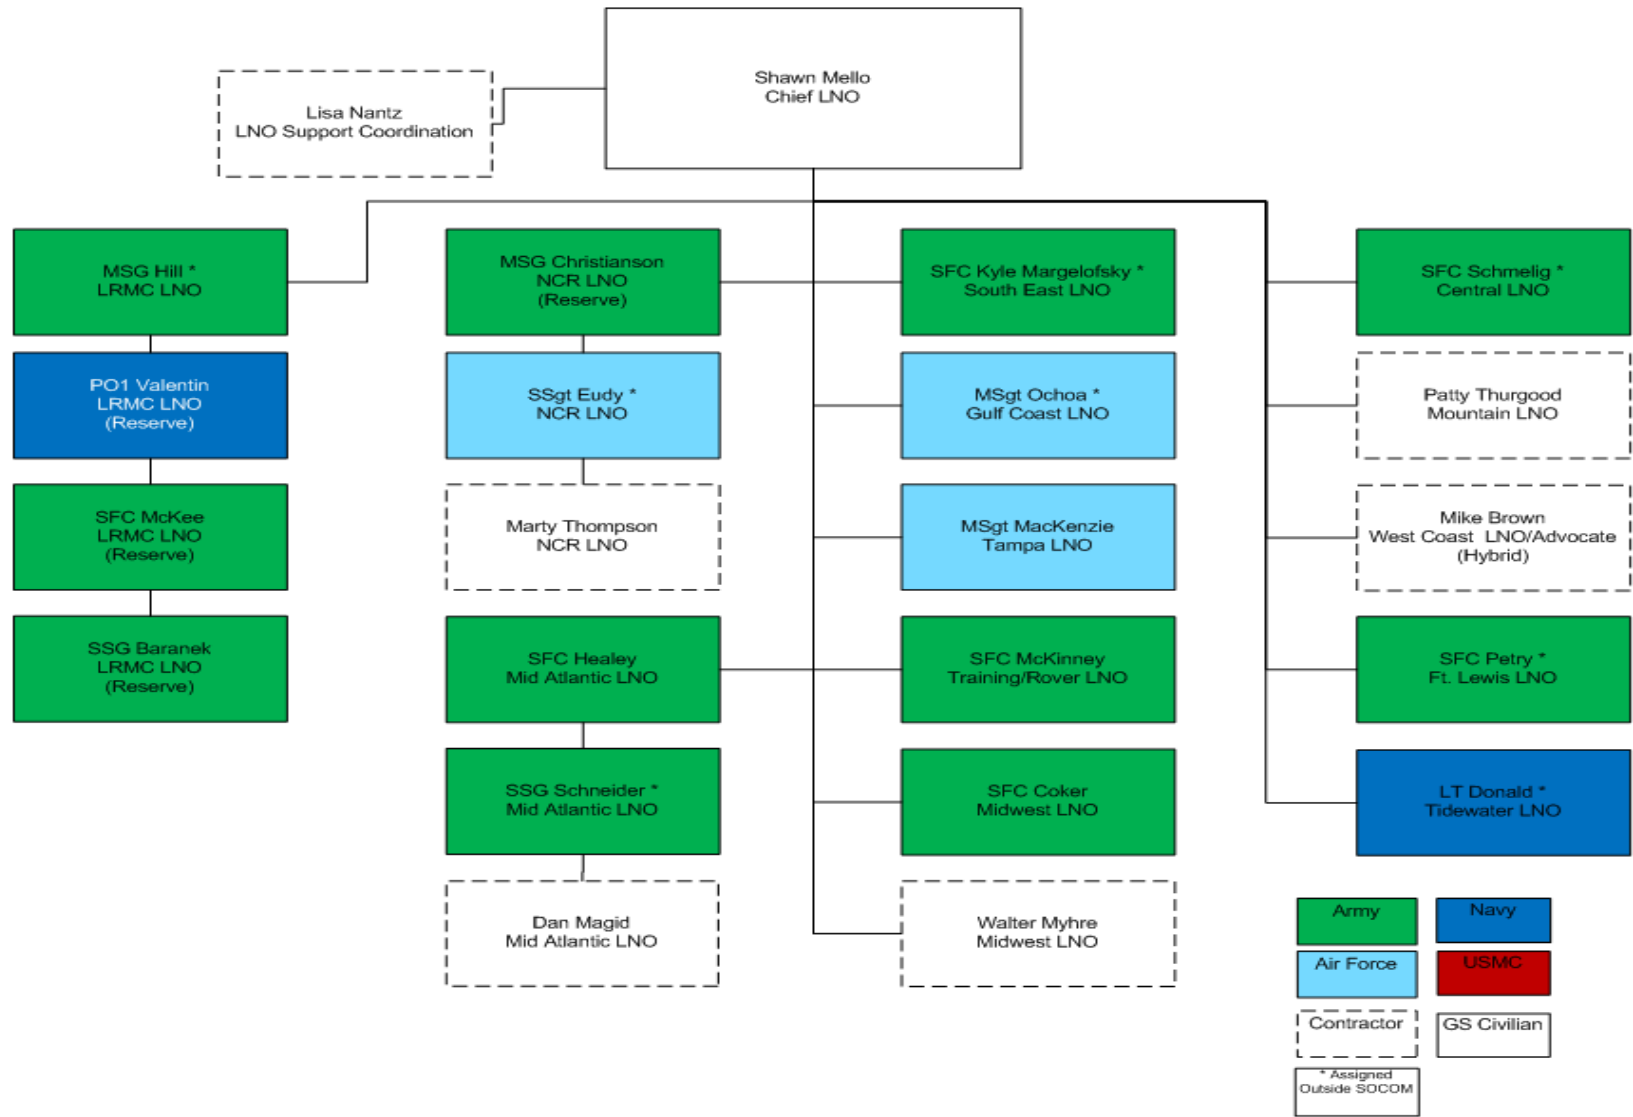 Shawn Mello
Chief LNO
Lisa Nantz
LNO Support Coordination
MSG Hill *
LRMC LNO
PO1 Valentin
LRMC LNO
(Reserve)
SFC McKee
LRMC LNO
(Reserve)
SSG Baranek
LRMC LNO
(Reserve)
MSG Christianson
NCR LNO
(Reserve)
SSgt Eudy *
NCR LNO
Marty Thompson
NCR LNO
SFC Healey
Mid Atlantic LNO
SSG Schneider *
Mid Atlantic LNO
Dan Magid
Mid Atlantic LNO
SFC Kyle Margelofsky *
South East LNO
MSgt Ochoa *
Gulf Coast LNO
MSgt MacKenzie
Tampa LNO
SFC McKinney
Training/Rover LNO
SFC Coker
Midwest LNO
Walter Myhre
Midwest LNO
SFC Schmelig *
Central LNO
Patty Thurgood
Mountain LNO
Mike Brown
West Coast LNO/Advocate
(Hybrid)
SFC Petry *
Ft. Lewis LNO
LT Donald *
Tidewater LNO
Army
Navy
Air Force
USMC
Contractor
GS Civilian
* Assigned
Outside SOCOM